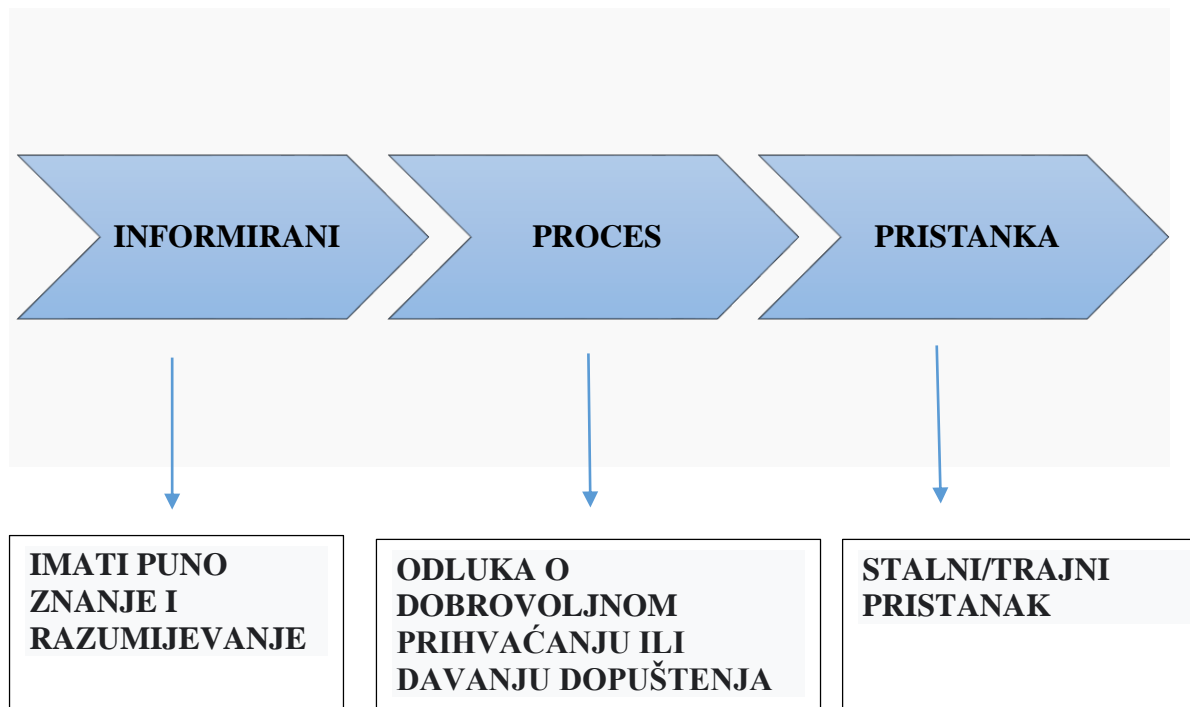 INFORMIRANI
PROCES
PRISTANKA
IMATI PUNO
ZNANJE I
RAZUMIJEVANJE
ODLUKA O
DOBROVOLJNOM
PRIHVAĆANJU ILI
DAVANJU DOPUŠTENJA
STALNI/TRAJNI
PRISTANAK